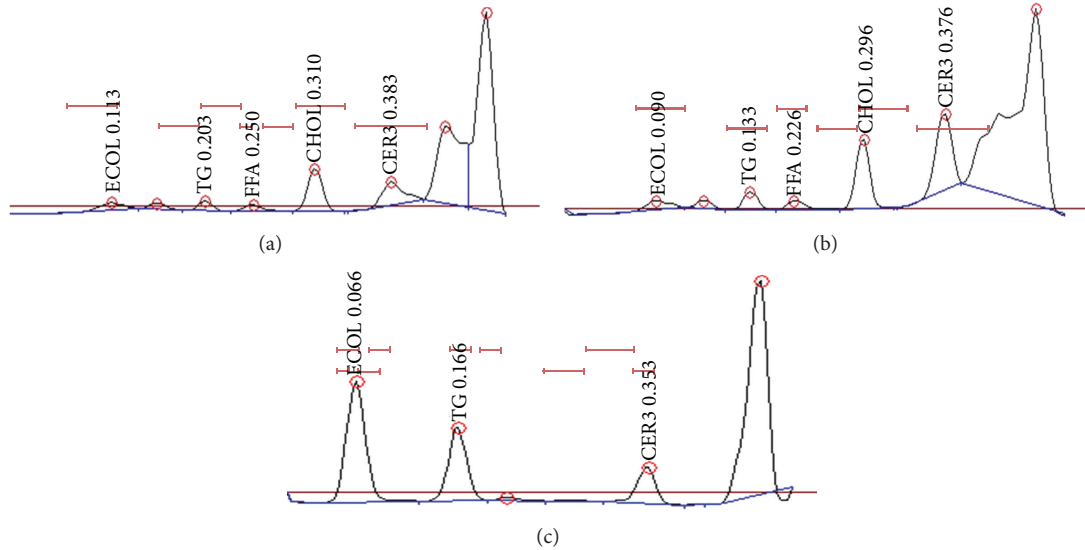 ECOL 0.113
TG 0.203
FFA 0.250
CHOL 0.310
CER3 0.383
(a)
ECOL 0.090
TG 0.133
FFA 0.226
CHOL 0.296
CER3 0.376
(b)
ECOL 0.066
TG 0.166
CER3 0.353
(c)